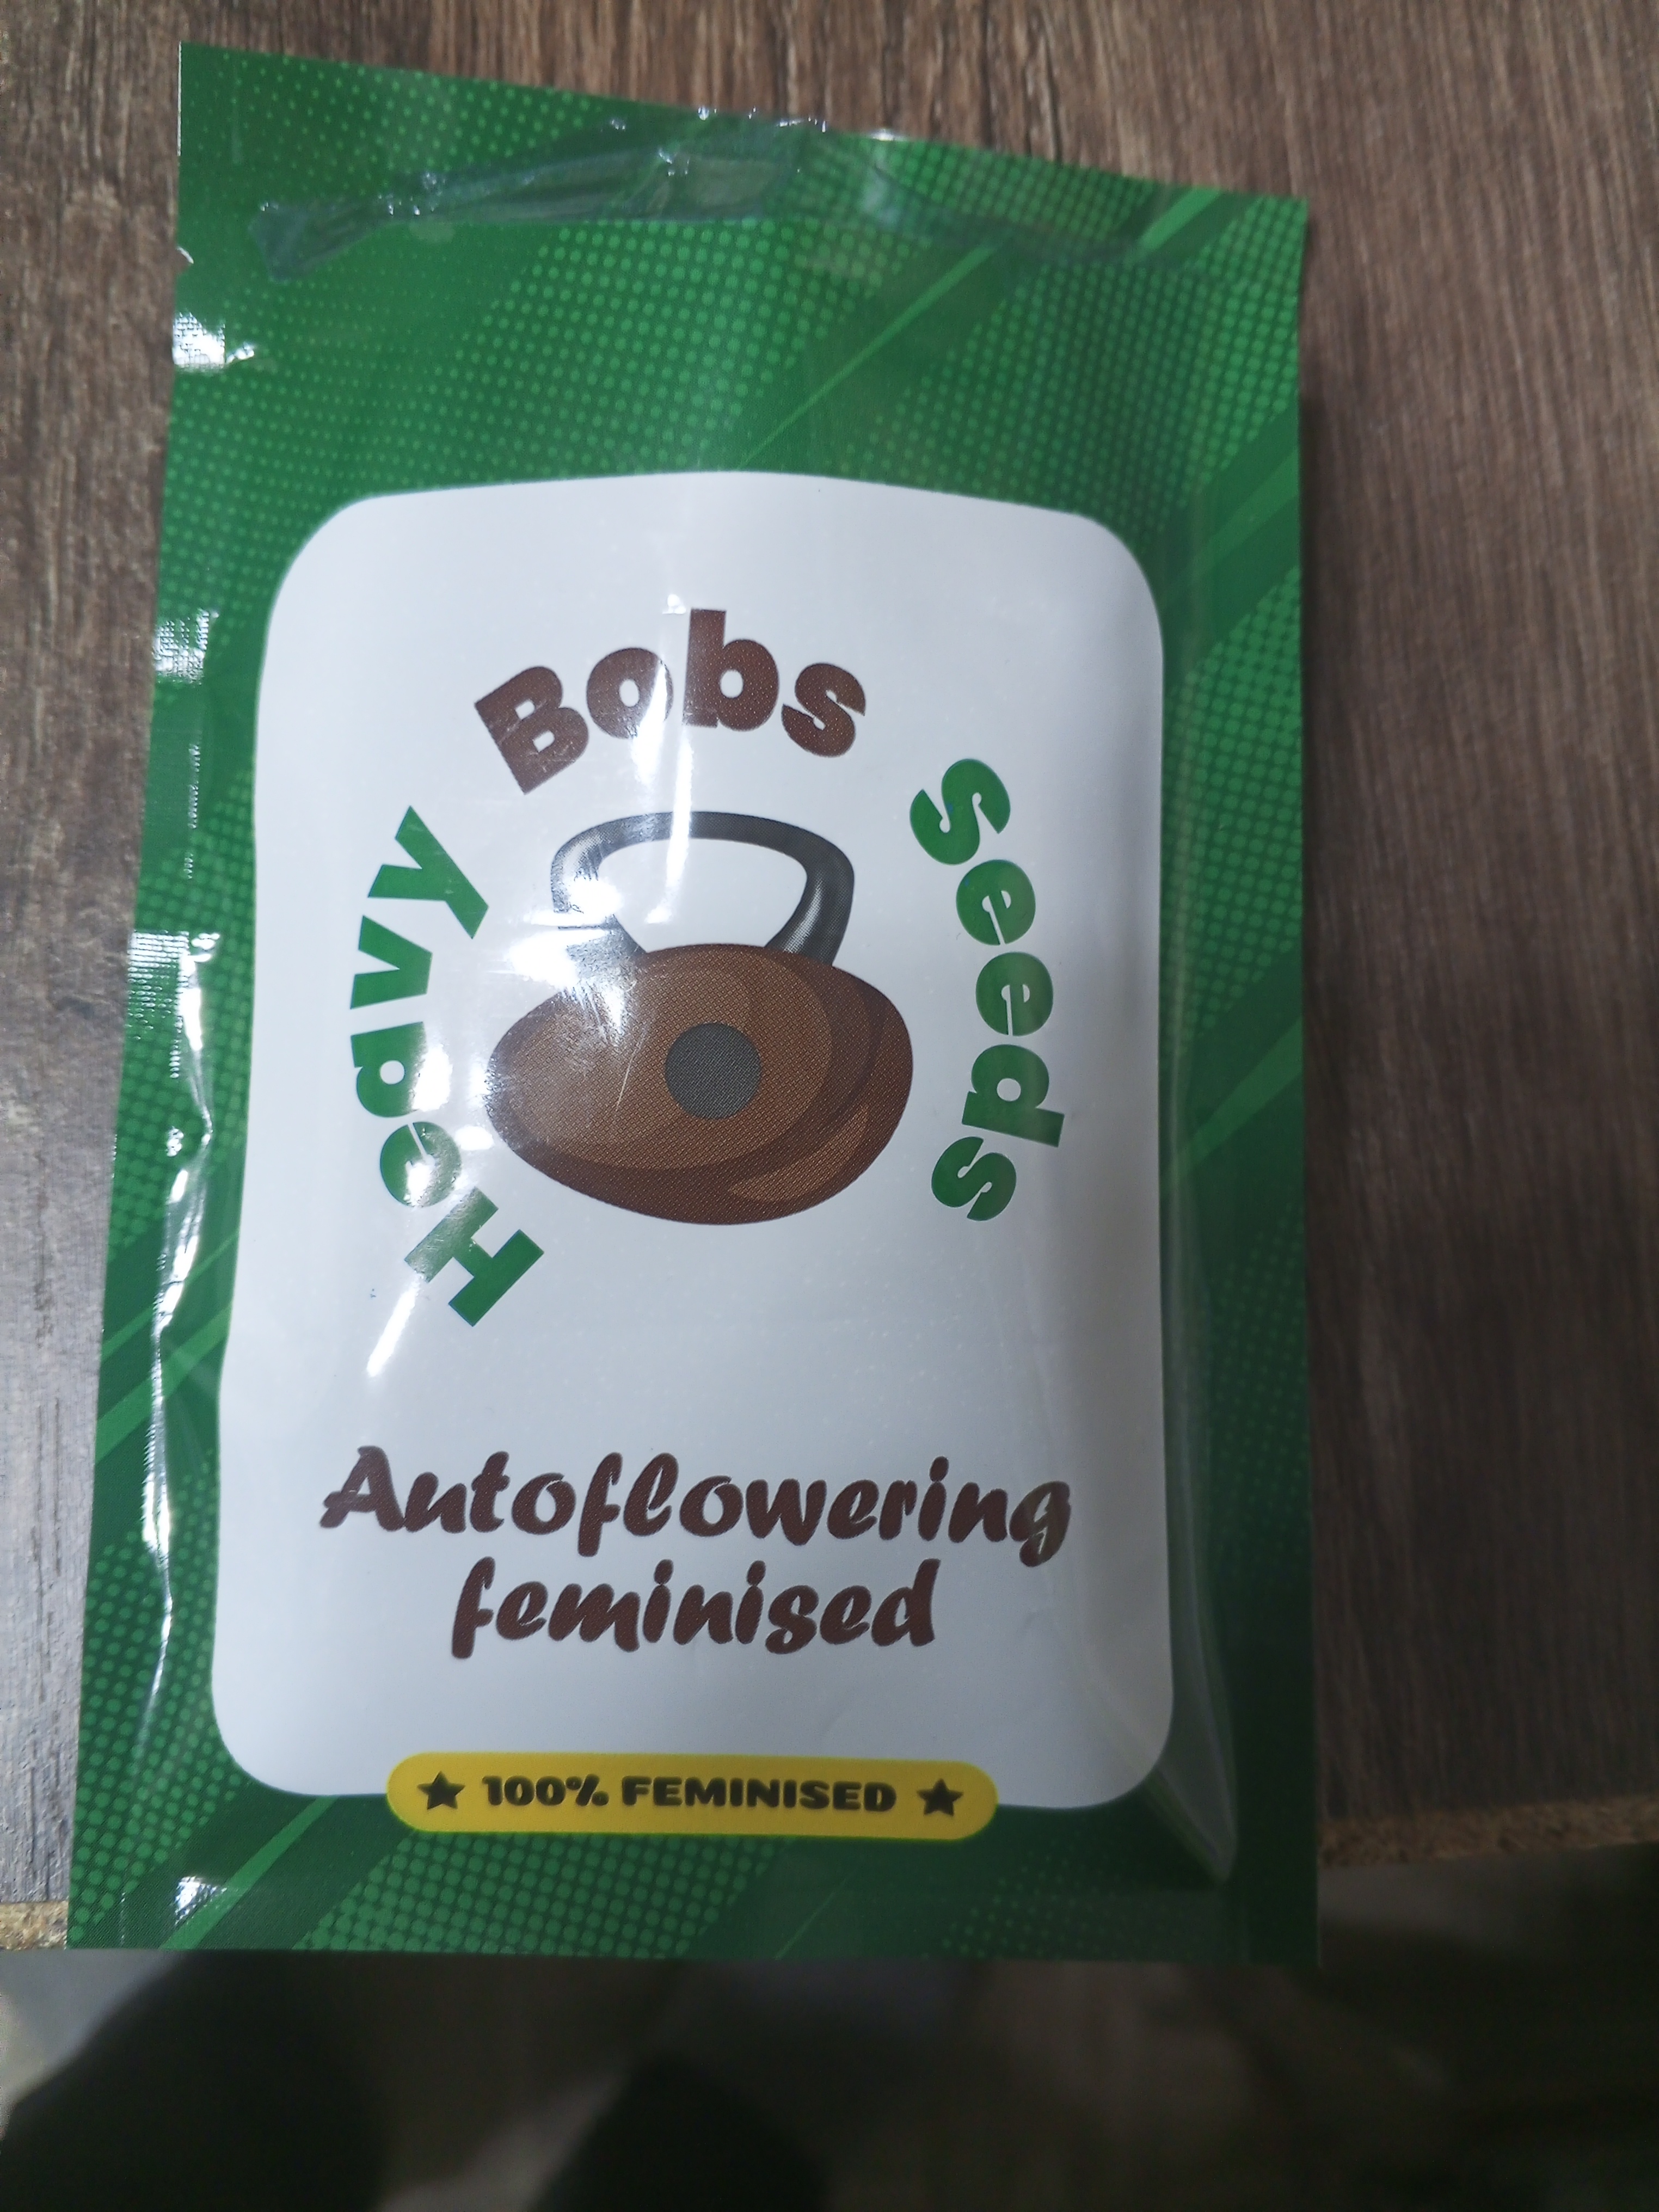 Heavy Bobs Seeds
Autoflowering
feminised
★ 100% FEMINISED ★